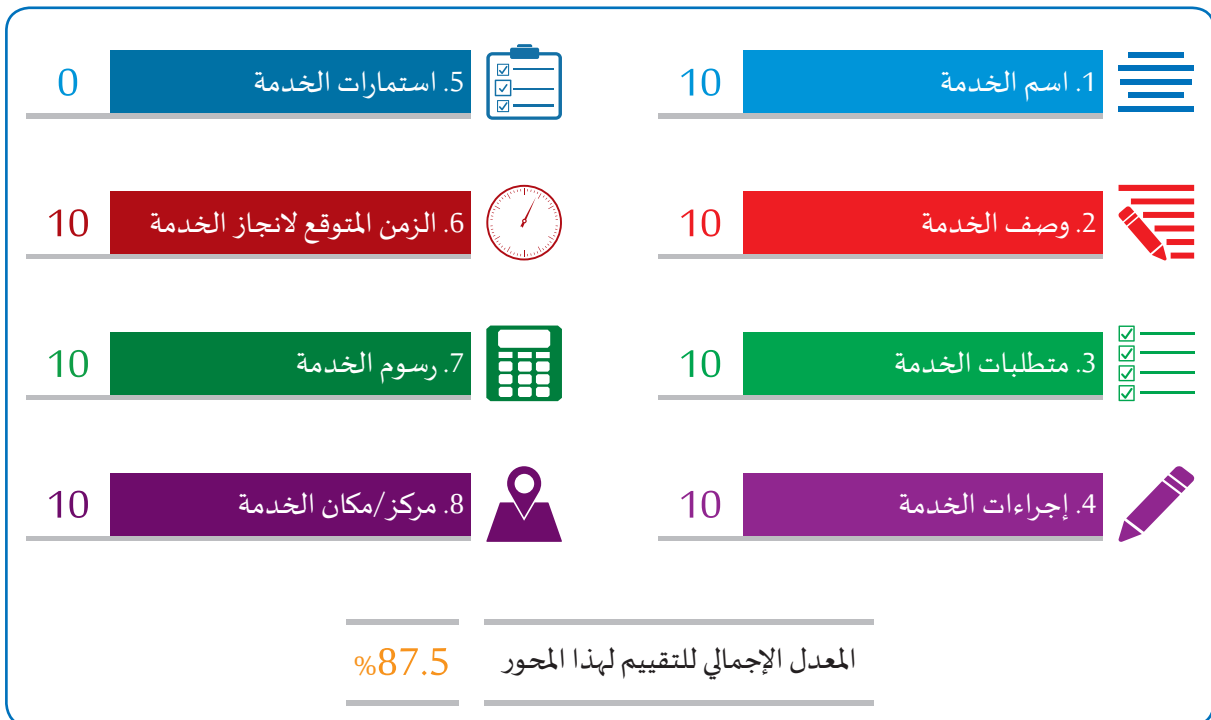 1. اسم الخدمة 10
5. استمارات الخدمة 0
2. وصف الخدمة 10
6. الزمن المتوقع لانجاز الخدمة 10
3. متطلبات الخدمة 10
7. رسوم الخدمة 10
4. إجراءات الخدمة 10
8. مركز/مكان الخدمة 10
المعدل الإجمالي للتقييم لهذا المحور %87.5